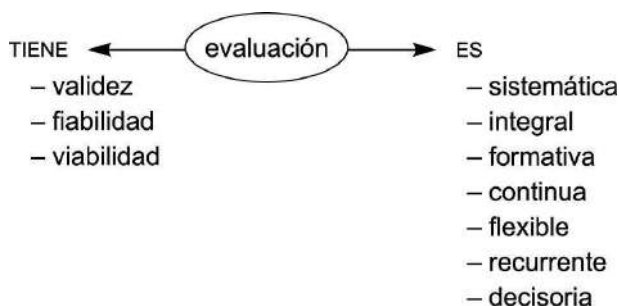 TIENE
evaluación
ES
– validez
– fiabilidad
– viabilidad
– sistemática
– integral
– formativa
– continua
– flexible
– recurrente
– decisoria